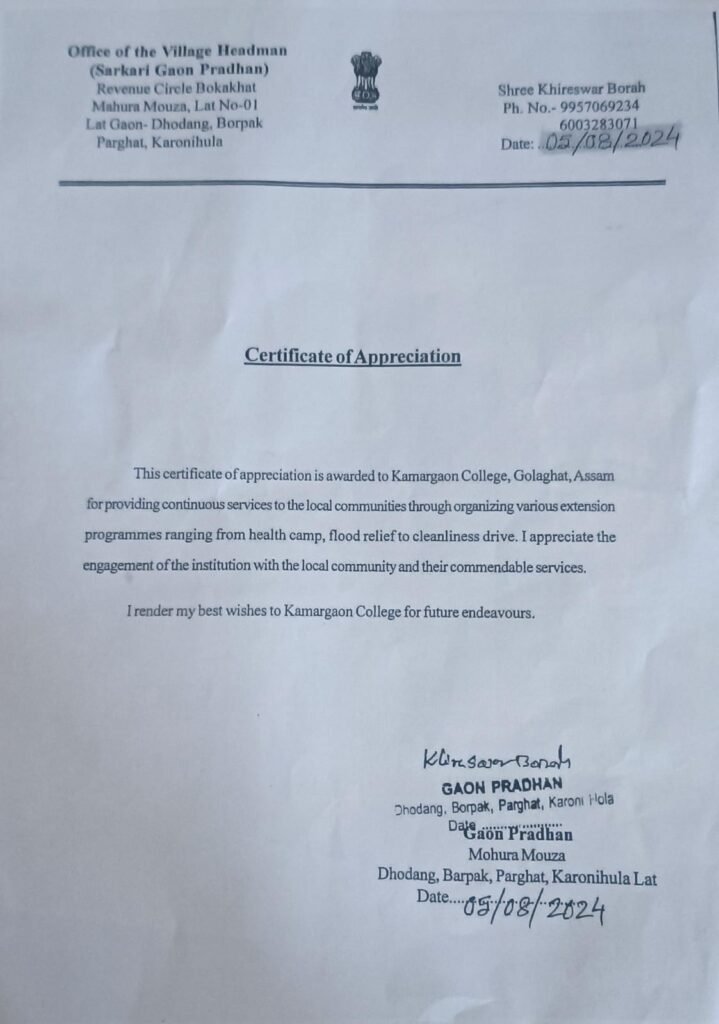 Office of the Village Headman
(Sarkari Gaon Pradhan)
Revenue Circle Bokakhat
Mahura Mouza, Lat No-01
Lat Gaon- Dhodang, Borpak
Parghat, Karonihula
Shree Khireswar Borah
Ph. No.- 9957069234
6003283071
Date: ..05/08/2024
Certificate of Appreciation
This certificate of appreciation is awarded to Kamargaon College, Golaghat, Assam
for providing continuous services to the local communities through organizing various extension
programmes ranging from health camp, flood relief to cleanliness drive. I appreciate the
engagement of the institution with the local community and their commendable services.
I render my best wishes to Kamargaon College for future endeavours.
Khireswar Borah
GAON PRADHAN
Dhodang, Borpak, Parghat, Karoni Hola
Date..................
Gaon Pradhan
Mohura Mouza
Dhodang, Barpak, Parghat, Karonihula Lat
Date....05/08/2024